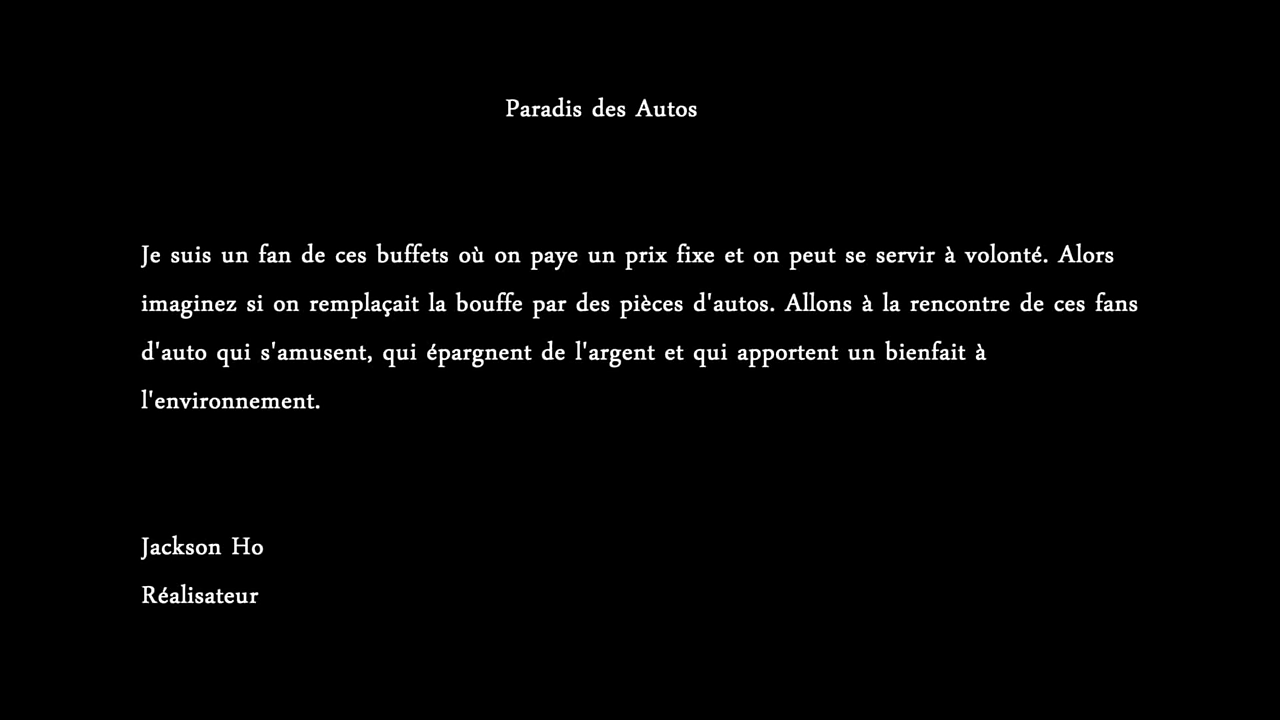 Paradis des Autos
Je suis un fan de ces buffets où on paye un prix fixe et on peut se servir à volonté. Alors
imaginez si on remplaçait la bouffe par des pièces d'autos. Allons à la rencontre de ces fans
d'auto qui s'amusent, qui épargnent de l'argent et qui apportent un bienfait à
l'environnement.
Jackson Ho
Réalisateur